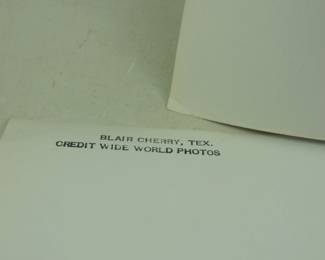 BLAIR CHERRY, TEX.
CREDIT WIDE WORLD PHOTOS